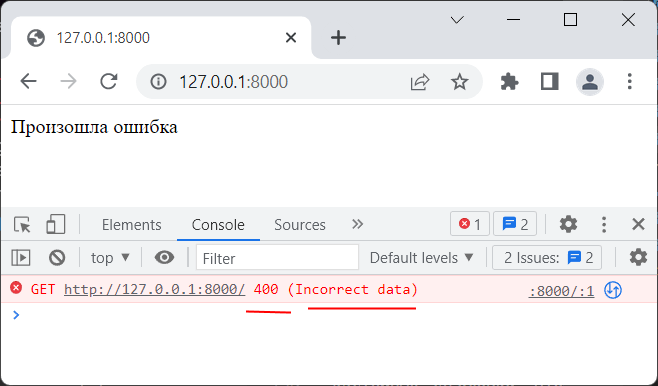 127.0.0.1:8000
127.0.0.1:8000
Произошла ошибка
Elements Console Sources 1 2
top Filter Default levels 2 Issues: 2
GET http://127.0.0.1:8000/ 400 (Incorrect data) :8000/:1